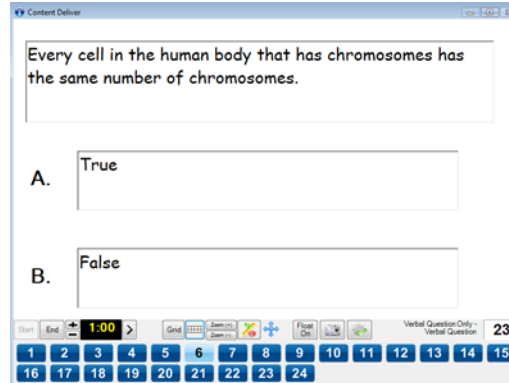 Content Deliver
Every cell in the human body that has chromosomes has
the same number of chromosomes.
A.
True
B.
False
Start End + - 1:00 > Grid Zoom (+) Zoom (-) Float On Verbal Question Only - Verbal Question 23
1 2 3 4 5 6 7 8 9 10 11 12 13 14 15
16 17 18 19 20 21 22 23 24